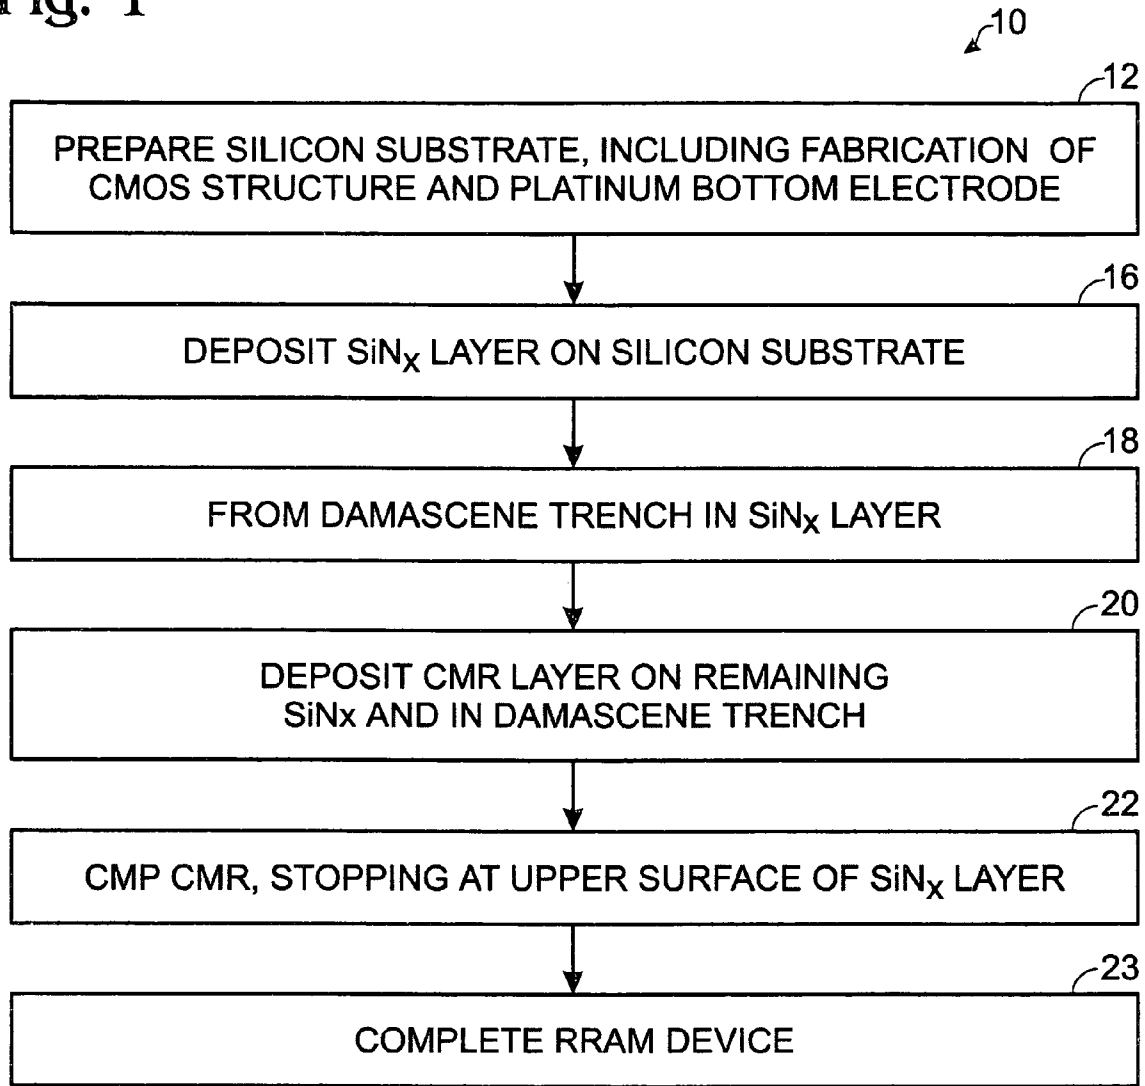 Fig. 1
10
12
PREPARE SILICON SUBSTRATE, INCLUDING FABRICATION OF
CMOS STRUCTURE AND PLATINUM BOTTOM ELECTRODE
16
DEPOSIT SiNX LAYER ON SILICON SUBSTRATE
18
FROM DAMASCENE TRENCH IN SiNX LAYER
20
DEPOSIT CMR LAYER ON REMAINING
SiNx AND IN DAMASCENE TRENCH
22
CMP CMR, STOPPING AT UPPER SURFACE OF SiNX LAYER
23
COMPLETE RRAM DEVICE